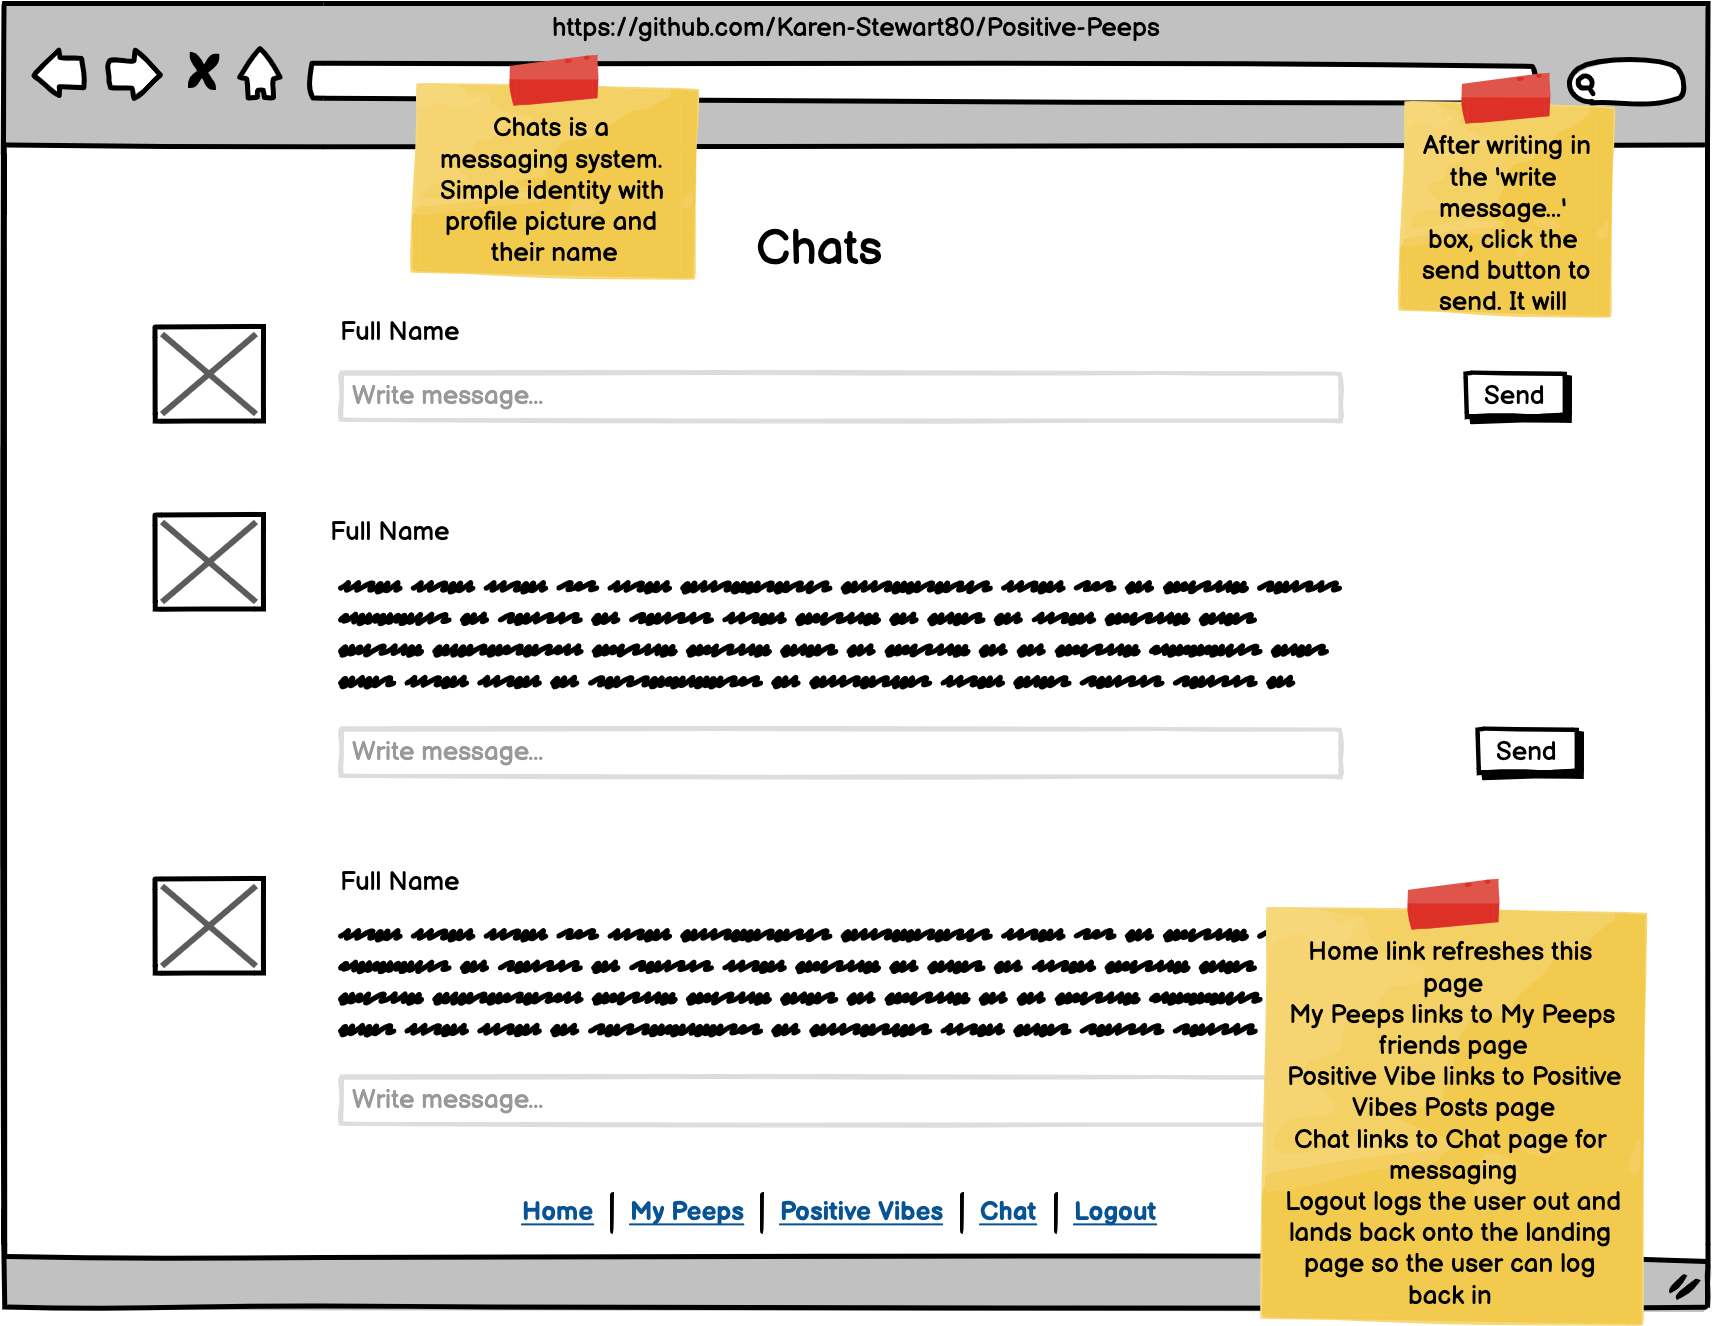 https://github.com/Karen-Stewart80/Positive-Peeps
Chats is a
messaging system.
Simple identity with
profile picture and
their name
After writing in
the 'write
message...'
box, click the
send button to
send. It will
Chats
Full Name
Write message...
Send
Full Name
Write message...
Send
Full Name
Write message...
Home link refreshes this
page
My Peeps links to My Peeps
friends page
Positive Vibe links to Positive
Vibes Posts page
Chat links to Chat page for
messaging
Logout logs the user out and
lands back onto the landing
page so the user can log
back in
Home | My Peeps | Positive Vibes | Chat | Logout